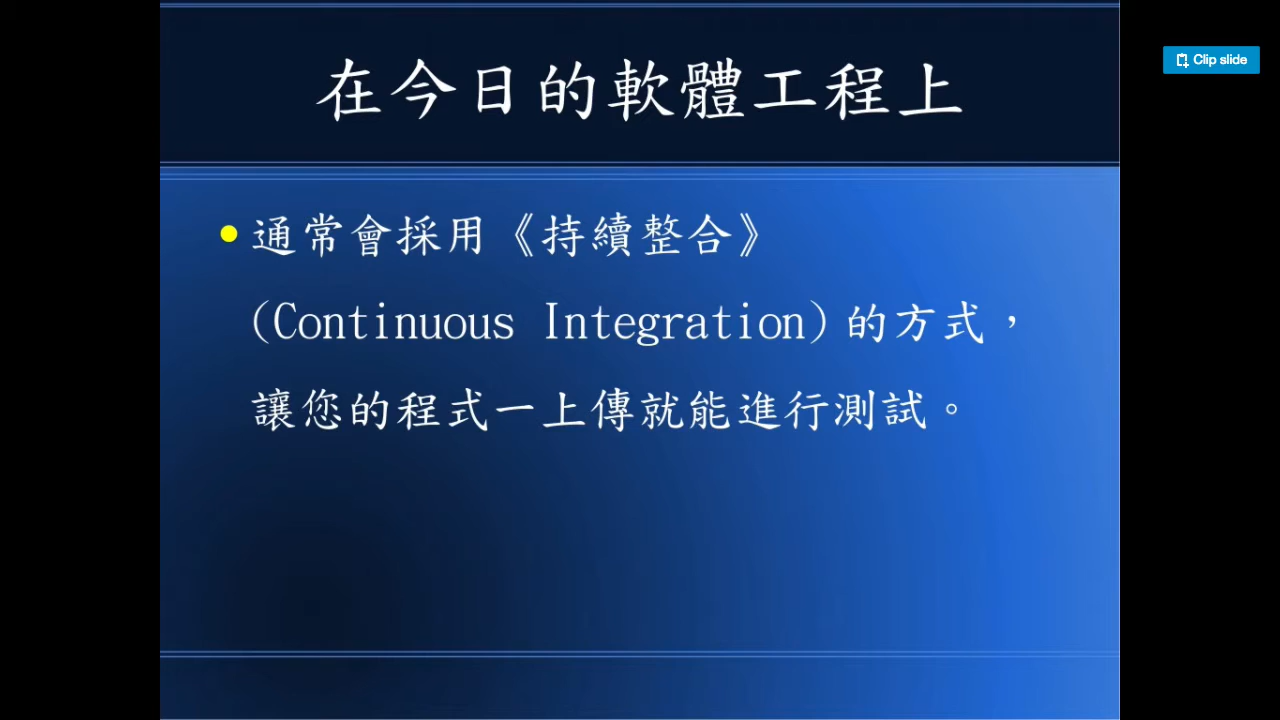 Clip slide
在今日的軟體工程上
通常會採用《持續整合》
(Continuous Integration)的方式，
讓您的程式一上傳就能進行測試。